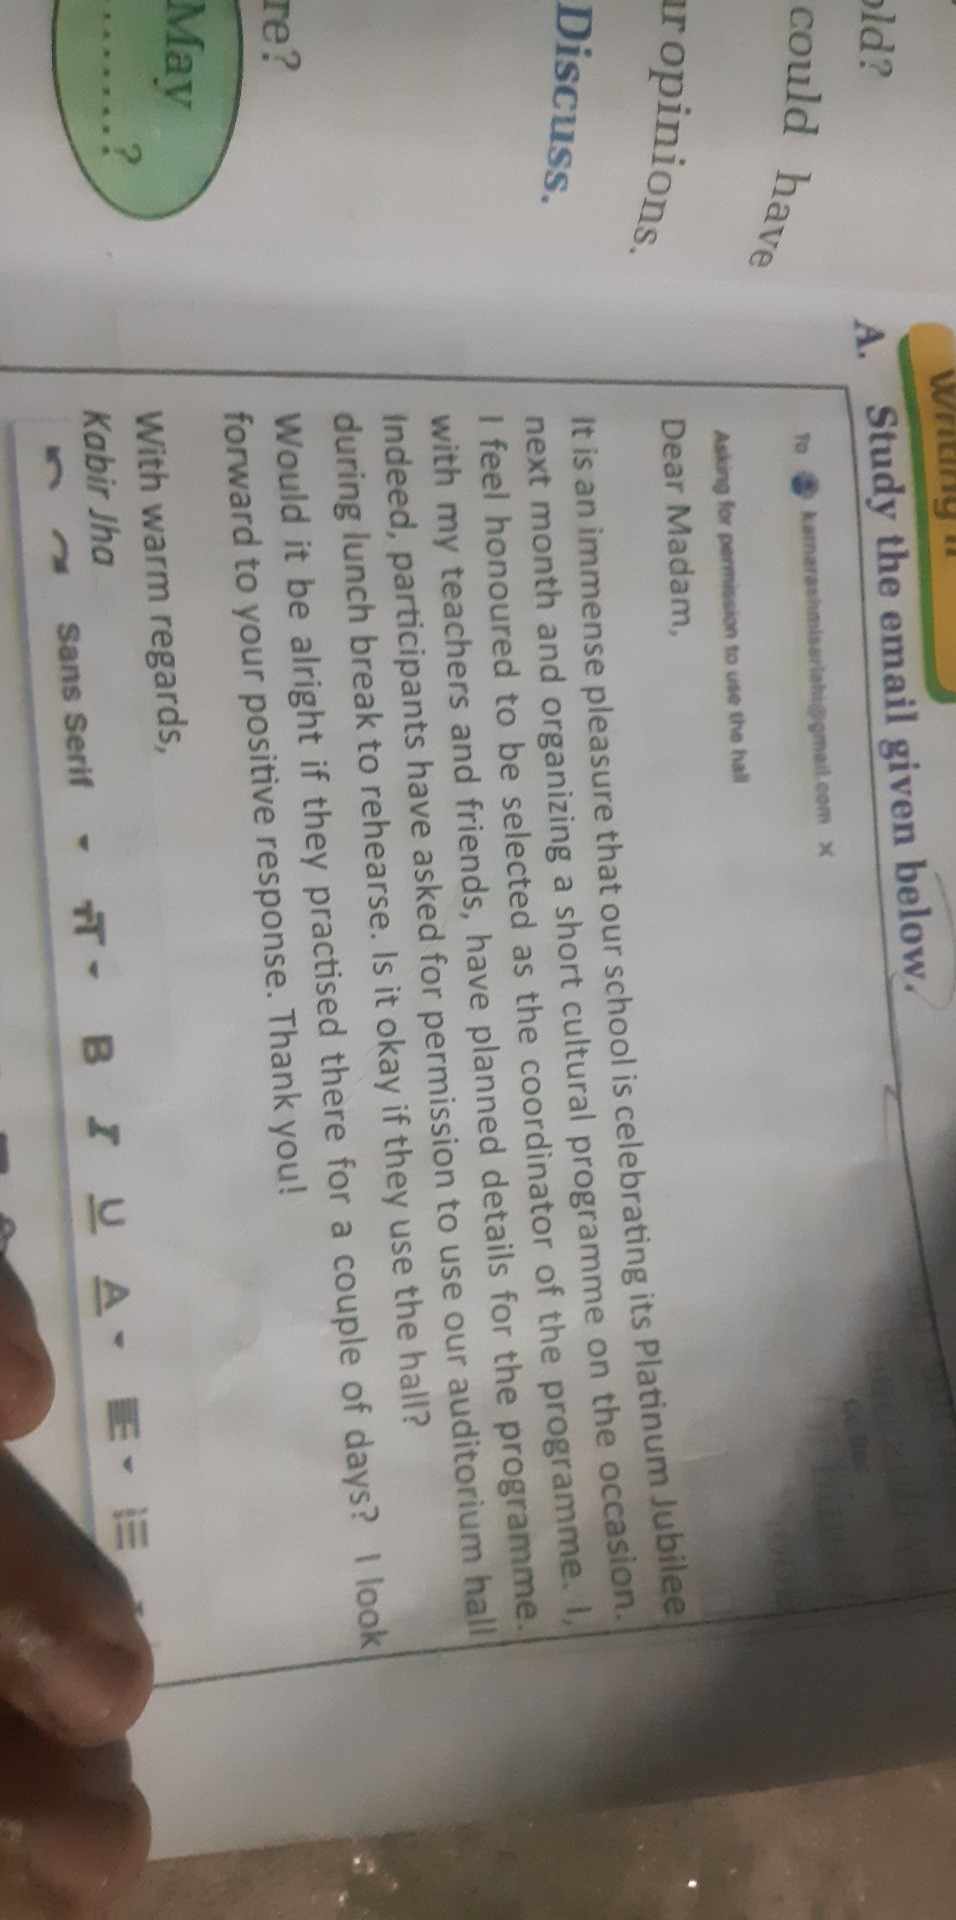 old?
could have
ur opinions.
Discuss.
re?
May
........?
A. Study the email given below.
To
Asking for permission to use the hall
Dear Madam,
It is an immense pleasure that our school is celebrating its Platinum Jubilee
next month and organizing a short cultural programme on the occasion.
I feel honoured to be selected as the coordinator of the programme. I,
with my teachers and friends, have planned details for the programme.
Indeed, participants have asked for permission to use our auditorium hall
during lunch break to rehearse. Is it okay if they use the hall?
Would it be alright if they practised there for a couple of days? I look
forward to your positive response. Thank you!
With warm regards,
Kabir Jha
Sans Serif TT B I U A